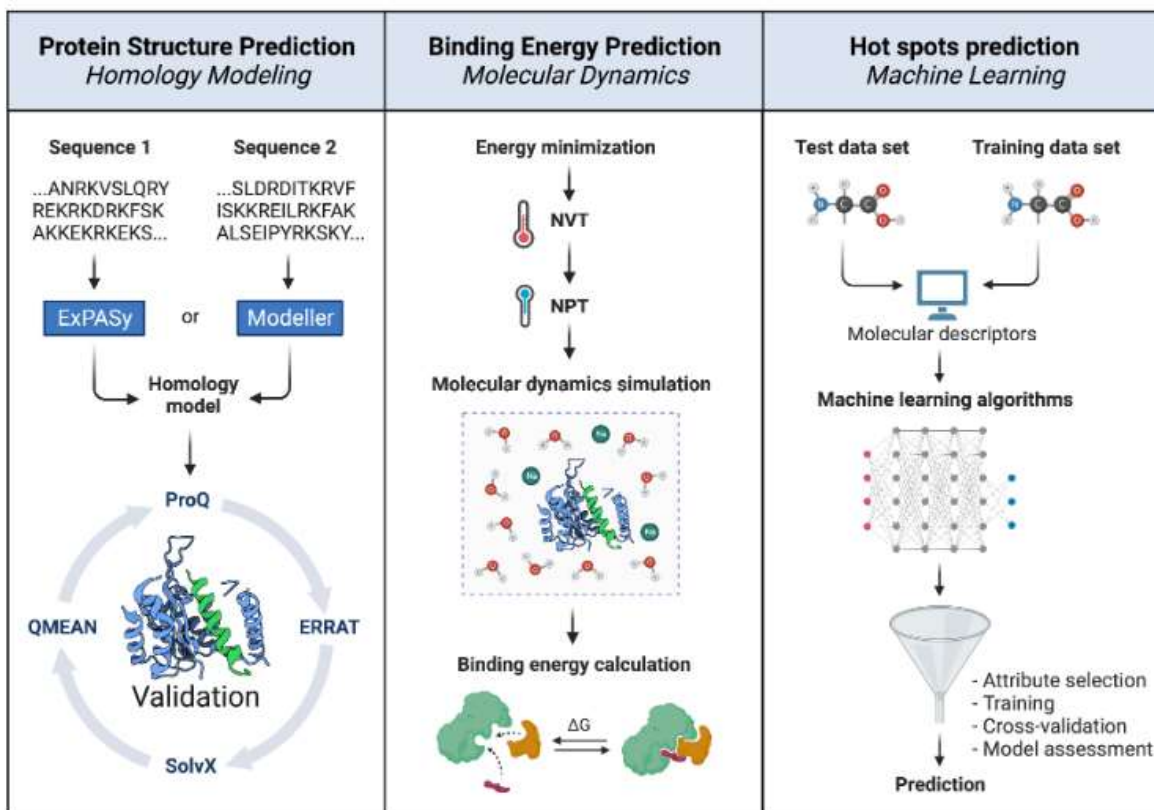 Protein Structure Prediction
Homology Modeling
Sequence 1
Sequence 2
...ANRKVSLQRY
REKRKDRKFSK
AKKEKRKEKS...
...SLDRDITKRVF
ISKKREILRKFAK
ALSEIPYRKSKY...
ExPASy
or
Modeller
Homology
model
ProQ
QMEAN
ERRAT
Validation
SolvX
Binding Energy Prediction
Molecular Dynamics
Energy minimization
NVT
NPT
Molecular dynamics simulation
Na
Na
Na
Binding energy calculation
ΔG
Hot spots prediction
Machine Learning
Test data set
Training data set
N C C O
O
N C C O
O
Molecular descriptors
Machine learning algorithms
- Attribute selection
- Training
- Cross-validation
- Model assessment
Prediction